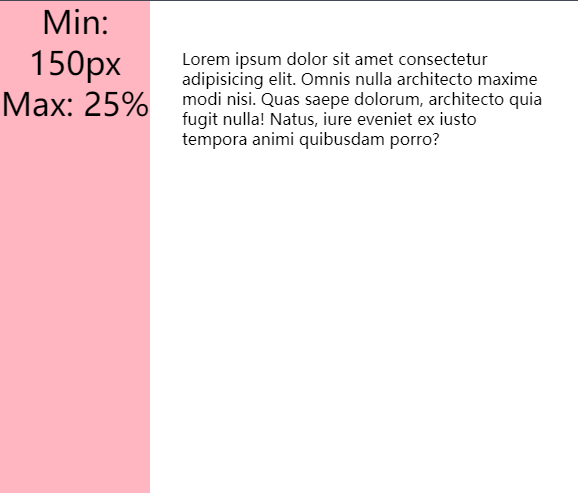 Min:
150px
Max: 25%
Lorem ipsum dolor sit amet consectetur
adipisicing elit. Omnis nulla architecto maxime
modi nisi. Quas saepe dolorum, architecto quia
fugit nulla! Natus, iure eveniet ex iusto
tempora animi quibusdam porro?